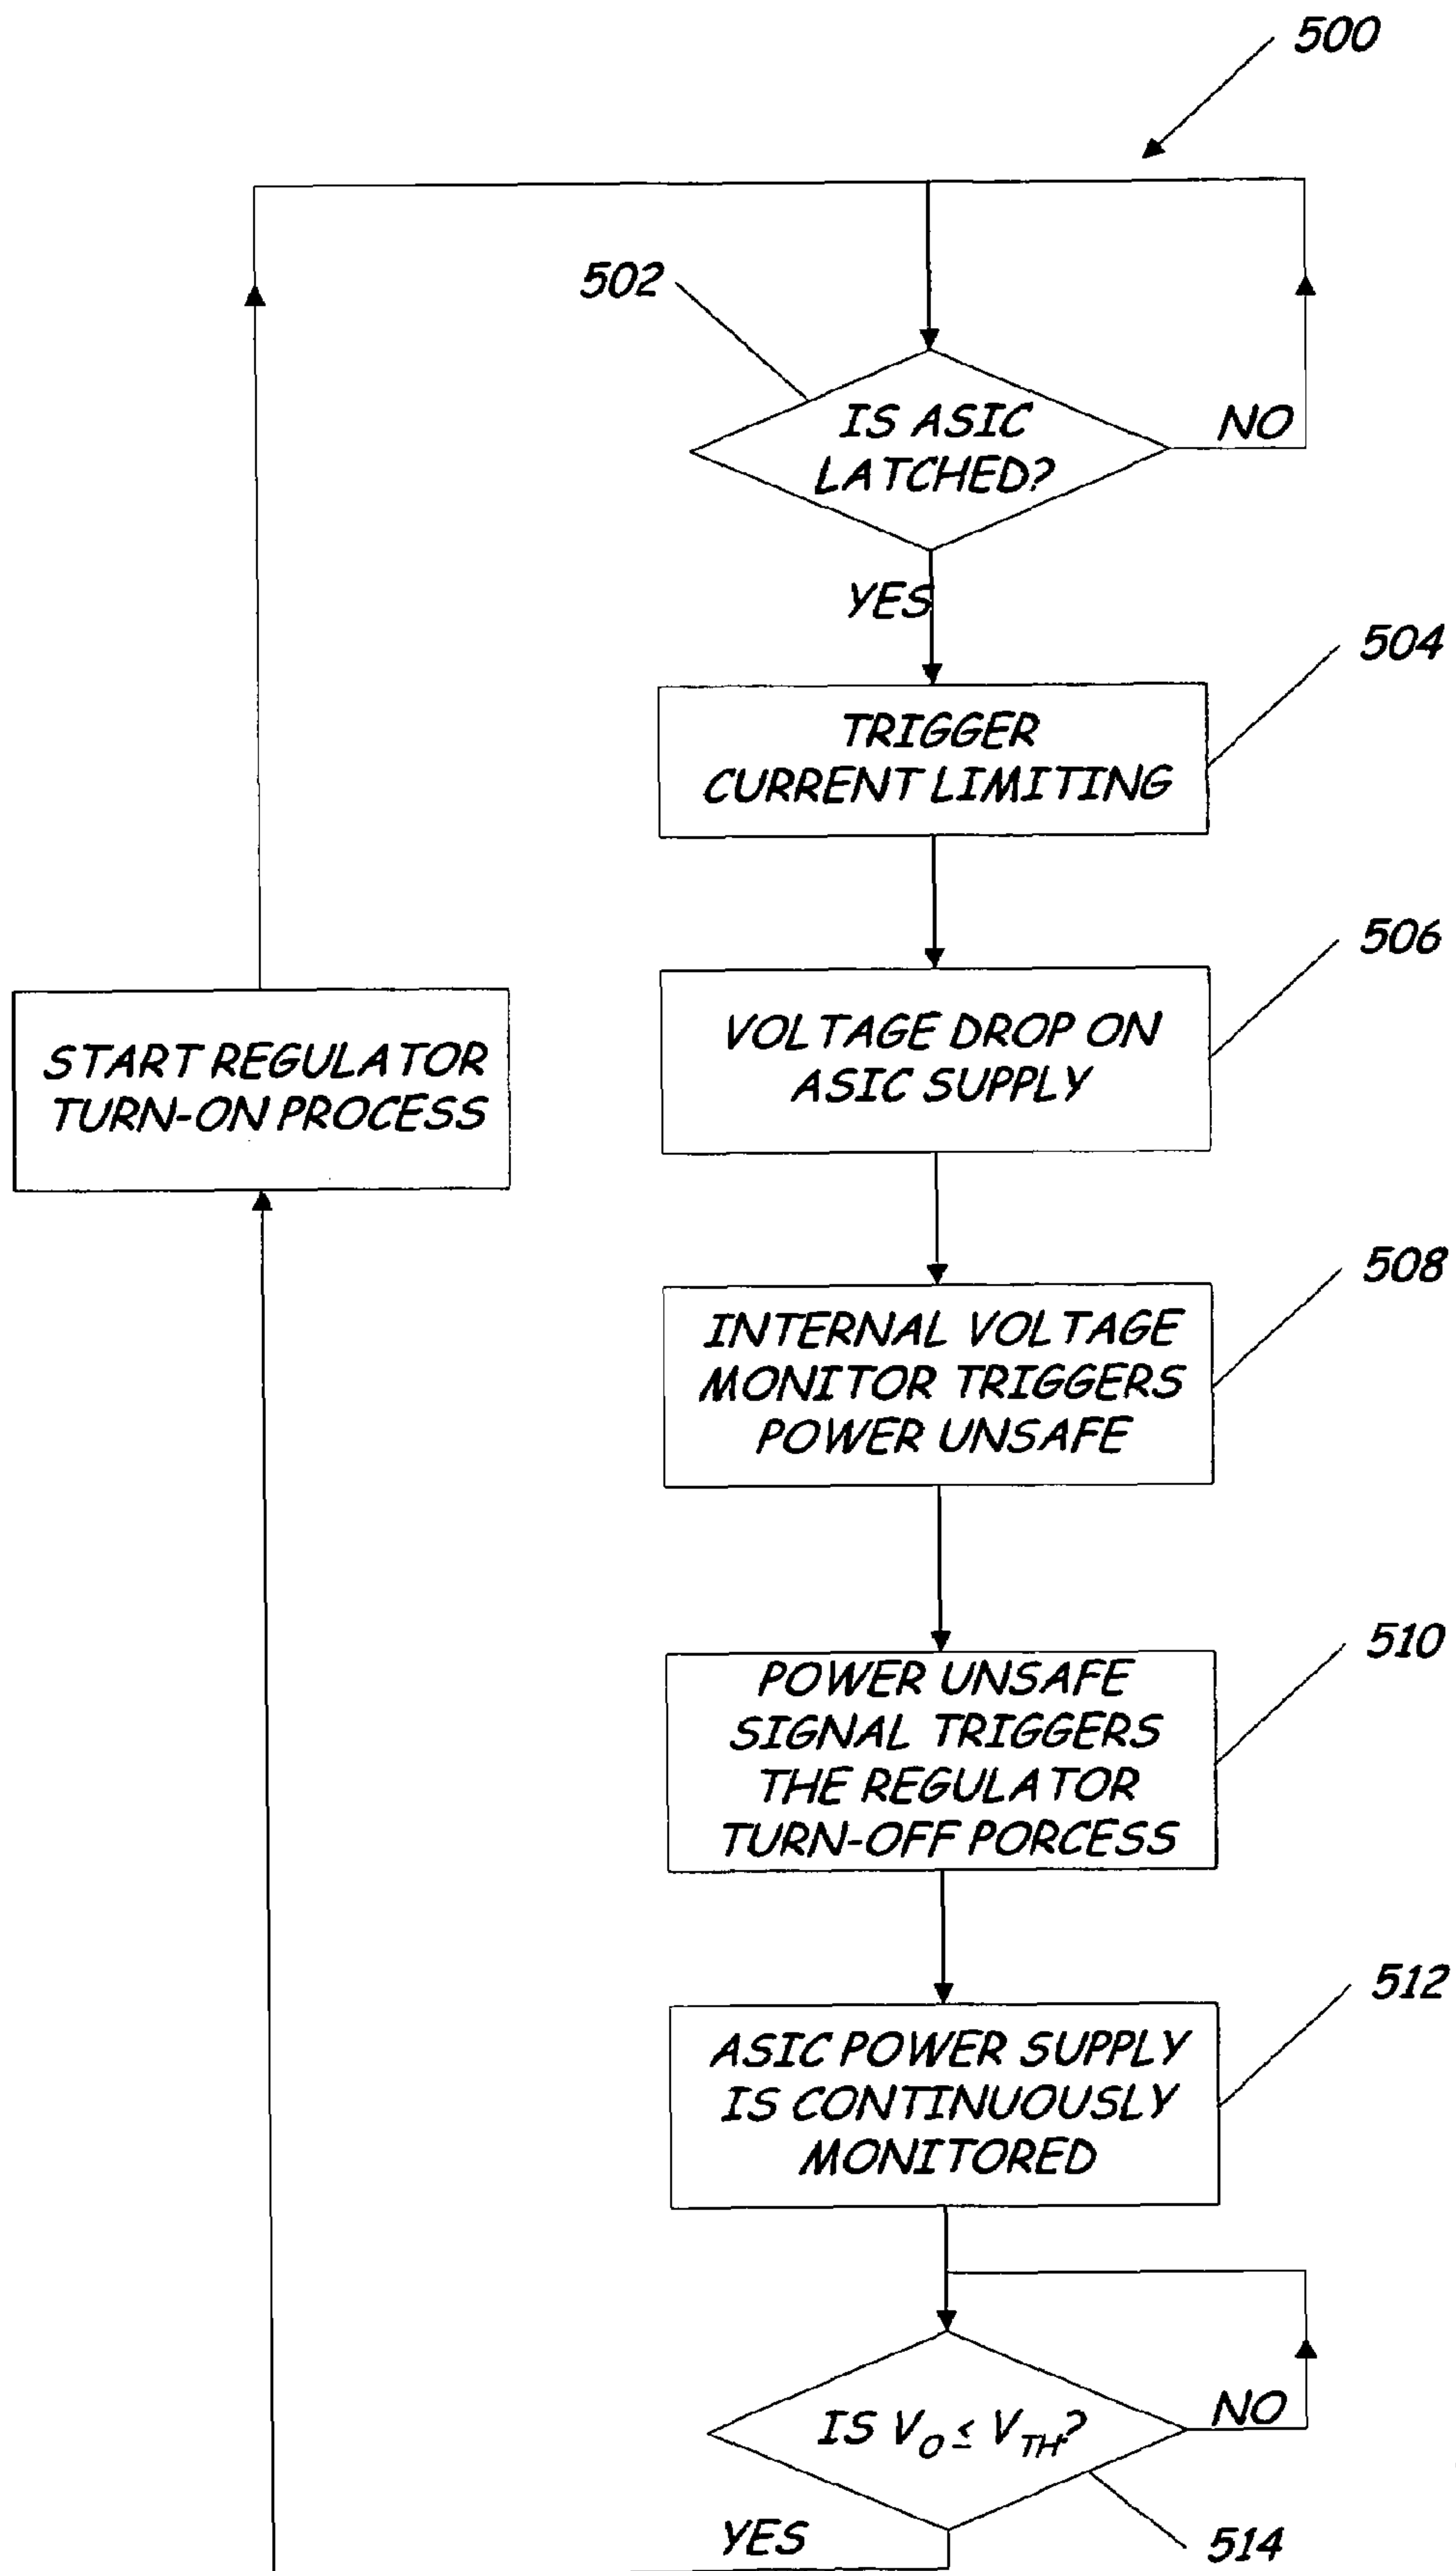 500
502
IS ASIC
LATCHED?
NO
YES
504
TRIGGER
CURRENT LIMITING
506
VOLTAGE DROP ON
ASIC SUPPLY
START REGULATOR
TURN-ON PROCESS
508
INTERNAL VOLTAGE
MONITOR TRIGGERS
POWER UNSAFE
510
POWER UNSAFE
SIGNAL TRIGGERS
THE REGULATOR
TURN-OFF PORCESS
512
ASIC POWER SUPPLY
IS CONTINUOUSLY
MONITORED
IS VO ≤ VTH?
NO
YES
514